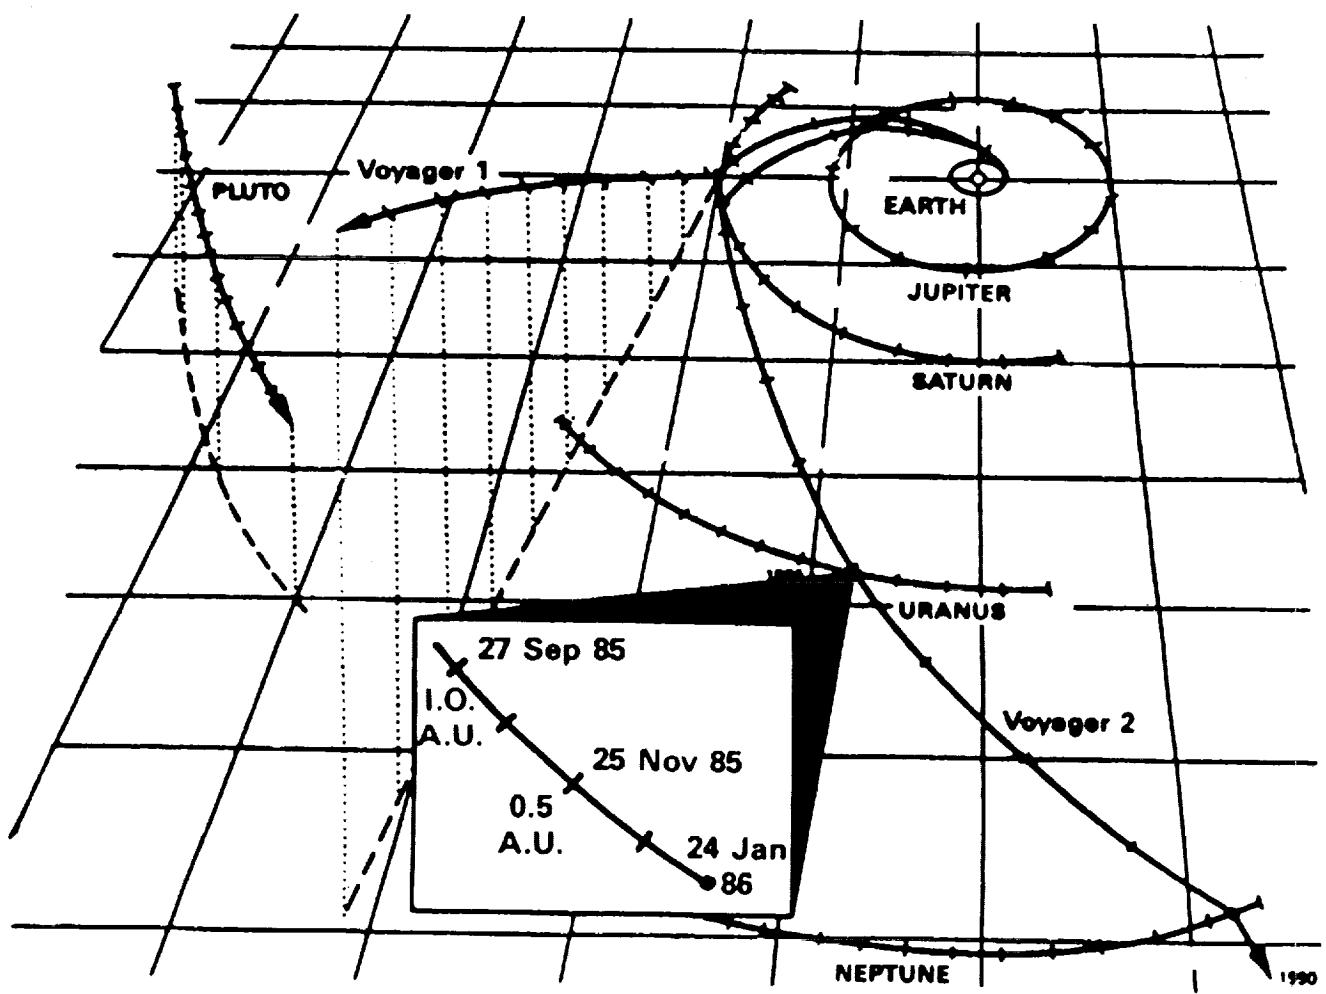 Voyager 1
PLUTO
EARTH
JUPITER
SATURN
URANUS
27 Sep 85
I.O.
A.U.
Voyager 2
25 Nov 85
0.5
A.U.
24 Jan
86
NEPTUNE
1990